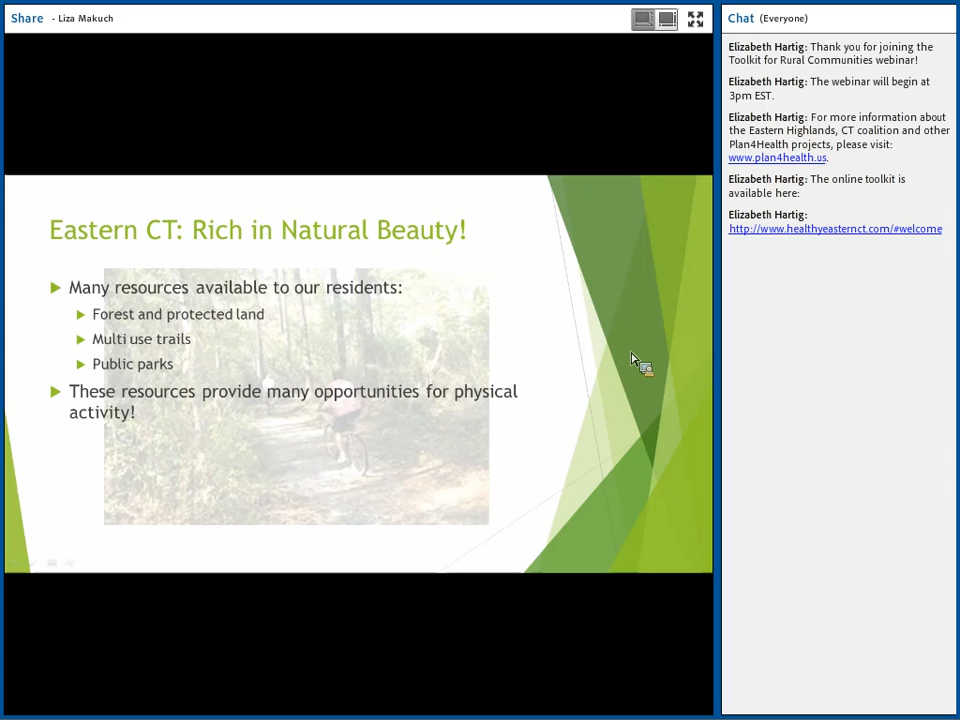 Share - Liza Makuch
Eastern CT: Rich in Natural Beauty!
Many resources available to our residents:
Forest and protected land
Multi use trails
Public parks
These resources provide many opportunities for physical
activity!
Chat (Everyone)
Elizabeth Hartig: Thank you for joining the
Toolkit for Rural Communities webinar!
Elizabeth Hartig: The webinar will begin at
3pm EST.
Elizabeth Hartig: For more information about
the Eastern Highlands, CT coalition and other
Plan4Health projects, please visit:
www.plan4health.us.
Elizabeth Hartig: The online toolkit is
available here:
Elizabeth Hartig:
http://www.healthyeasternct.com/#welcome